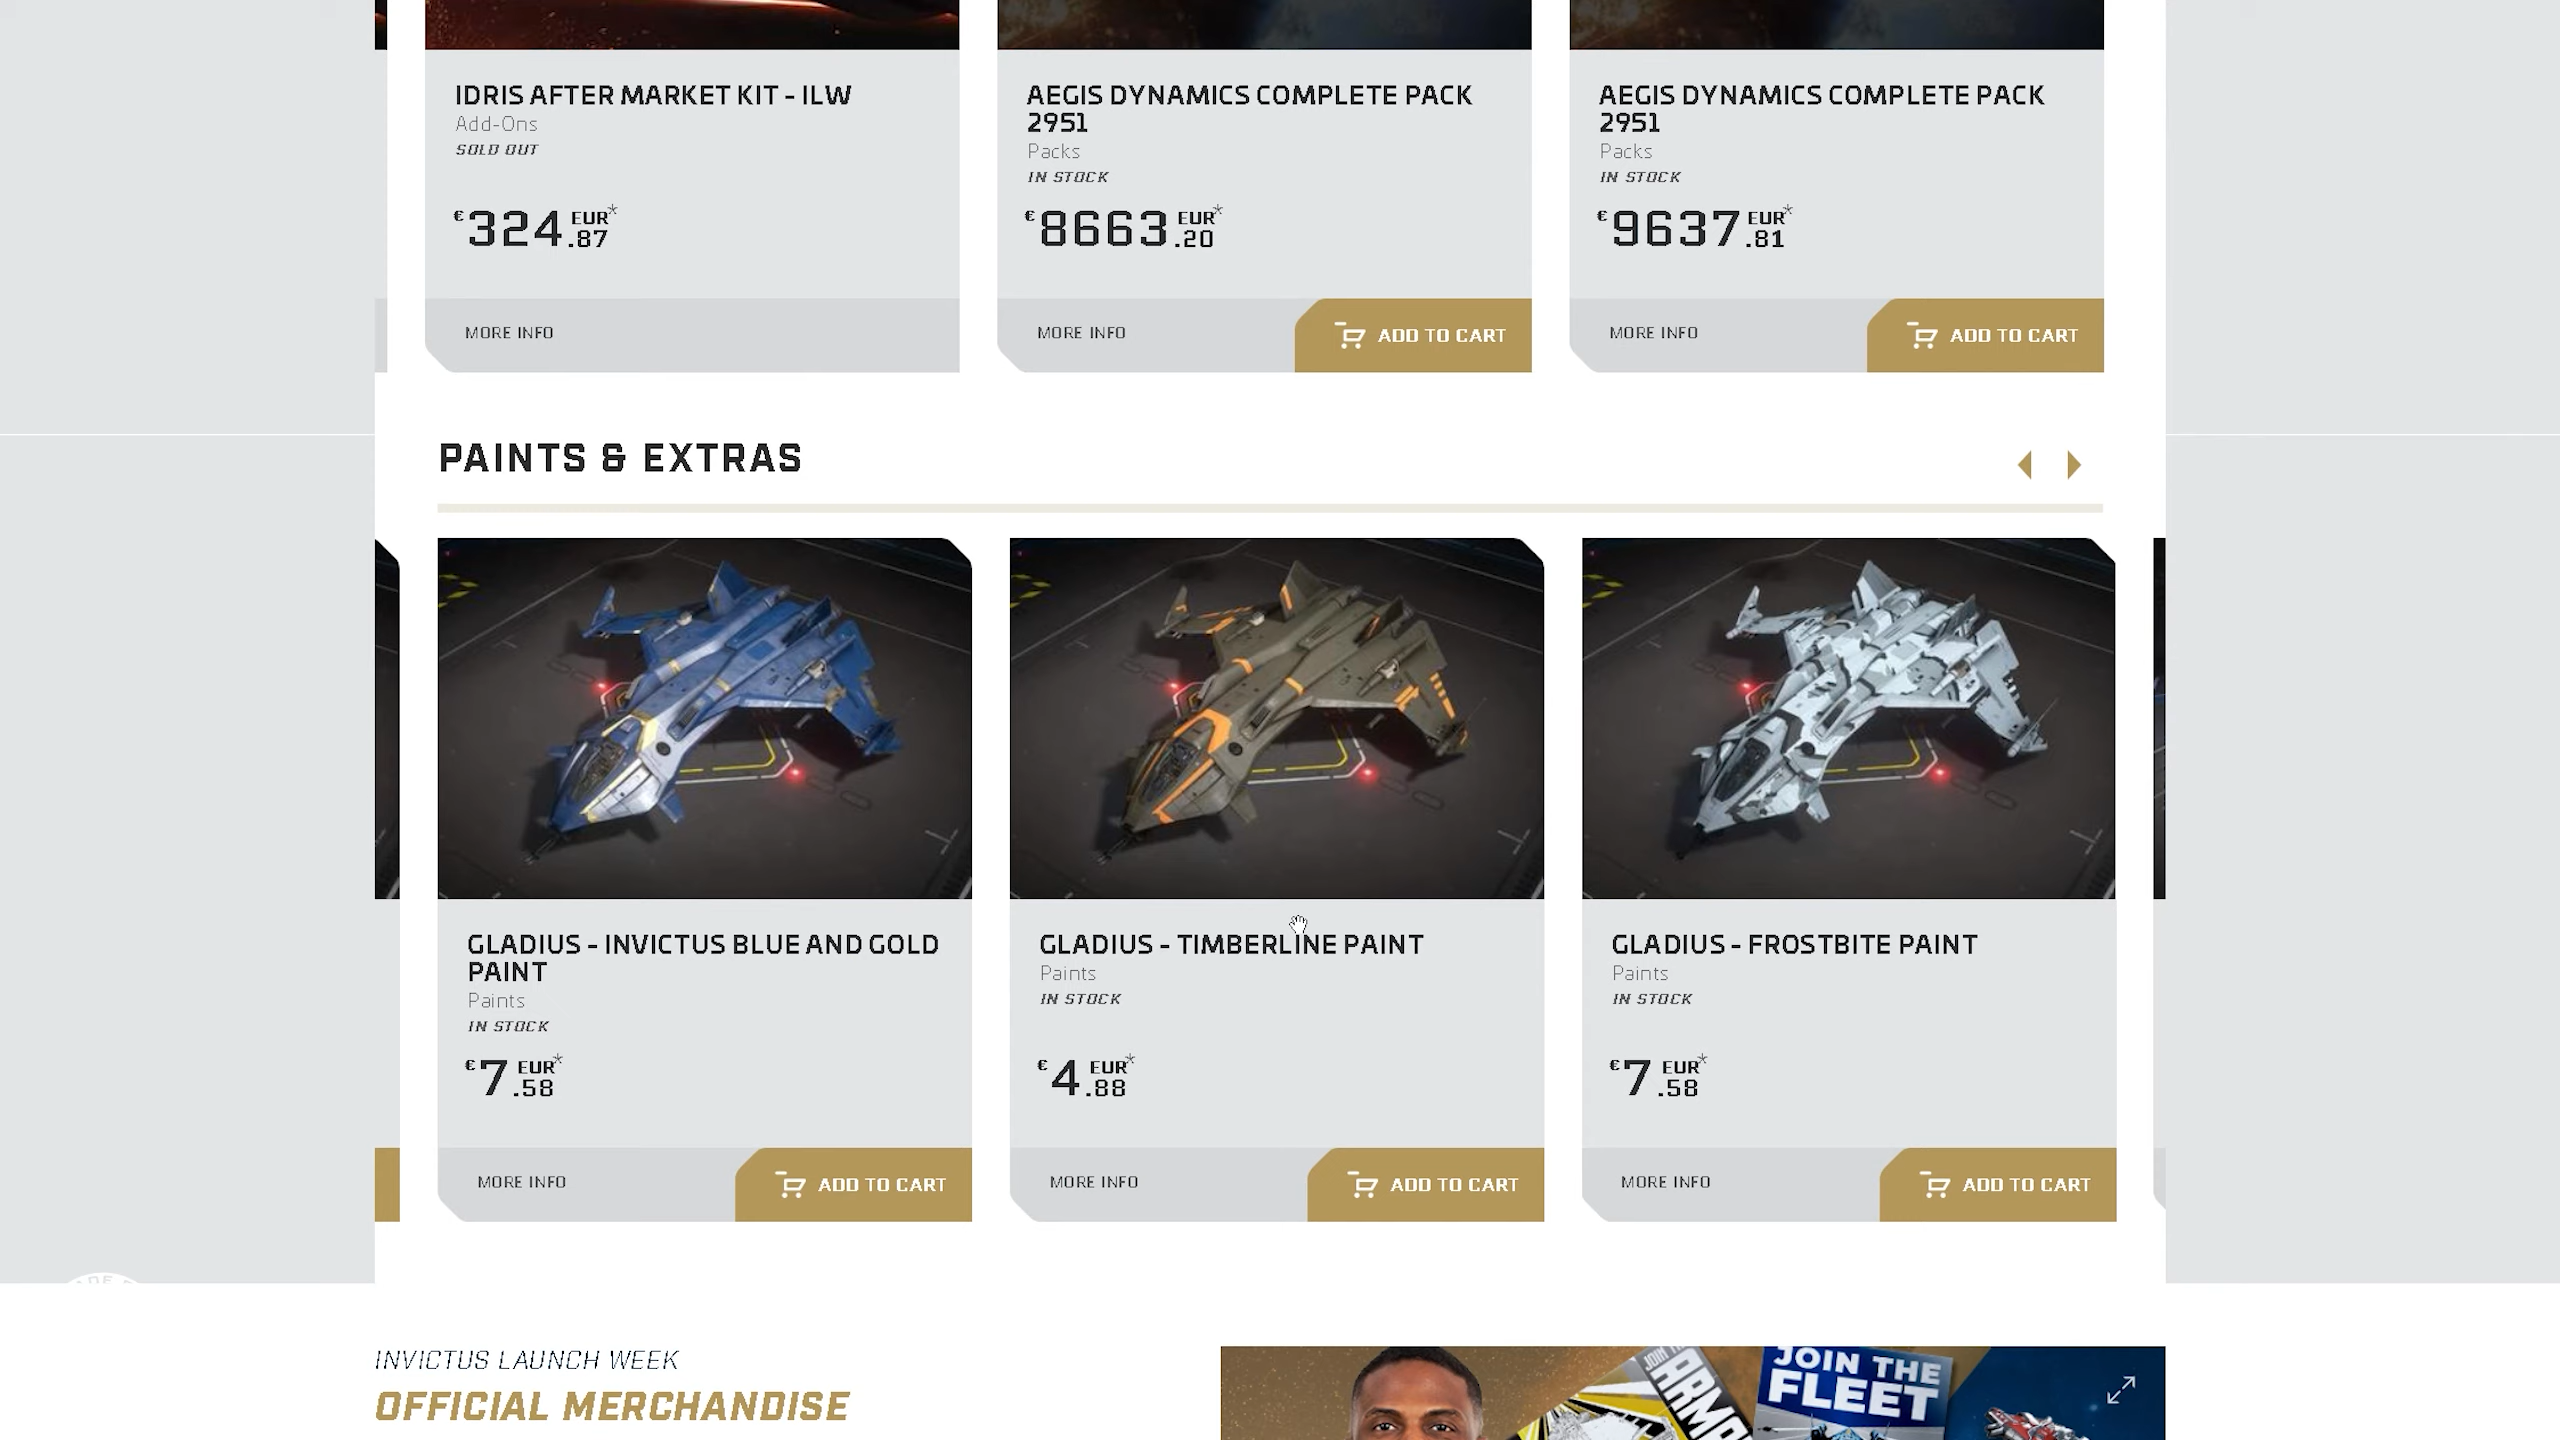 IDRIS AFTER MARKET KIT - ILW
Add-Ons
SOLD OUT
€324.87 EUR*
MORE INFO
AEGIS DYNAMICS COMPLETE PACK
2951
Packs
IN STOCK
€8663.20 EUR*
MORE INFO
ADD TO CART
AEGIS DYNAMICS COMPLETE PACK
2951
Packs
IN STOCK
€9637.81 EUR*
MORE INFO
ADD TO CART
PAINTS & EXTRAS
GLADIUS - INVICTUS BLUE AND GOLD
PAINT
Paints
IN STOCK
€7.58 EUR*
MORE INFO
ADD TO CART
GLADIUS - TIMBERLINE PAINT
Paints
IN STOCK
€4.88 EUR*
MORE INFO
ADD TO CART
GLADIUS - FROSTBITE PAINT
Paints
IN STOCK
€7.58 EUR*
MORE INFO
ADD TO CART
INVICTUS LAUNCH WEEK
OFFICIAL MERCHANDISE
JOIN THE
FLEET